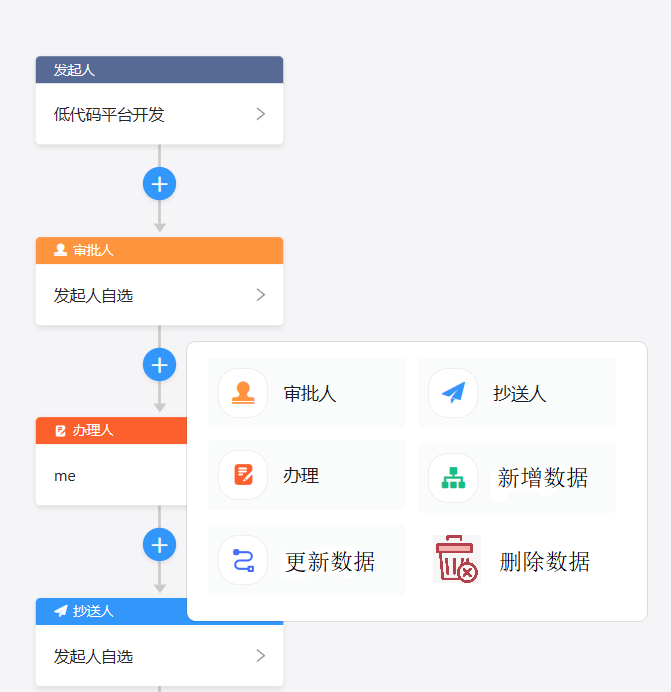 发起人
低代码平台开发
审批人
发起人自选
审批人
抄送人
办理人
办理
新增数据
me
更新数据
删除数据
抄送人
发起人自选